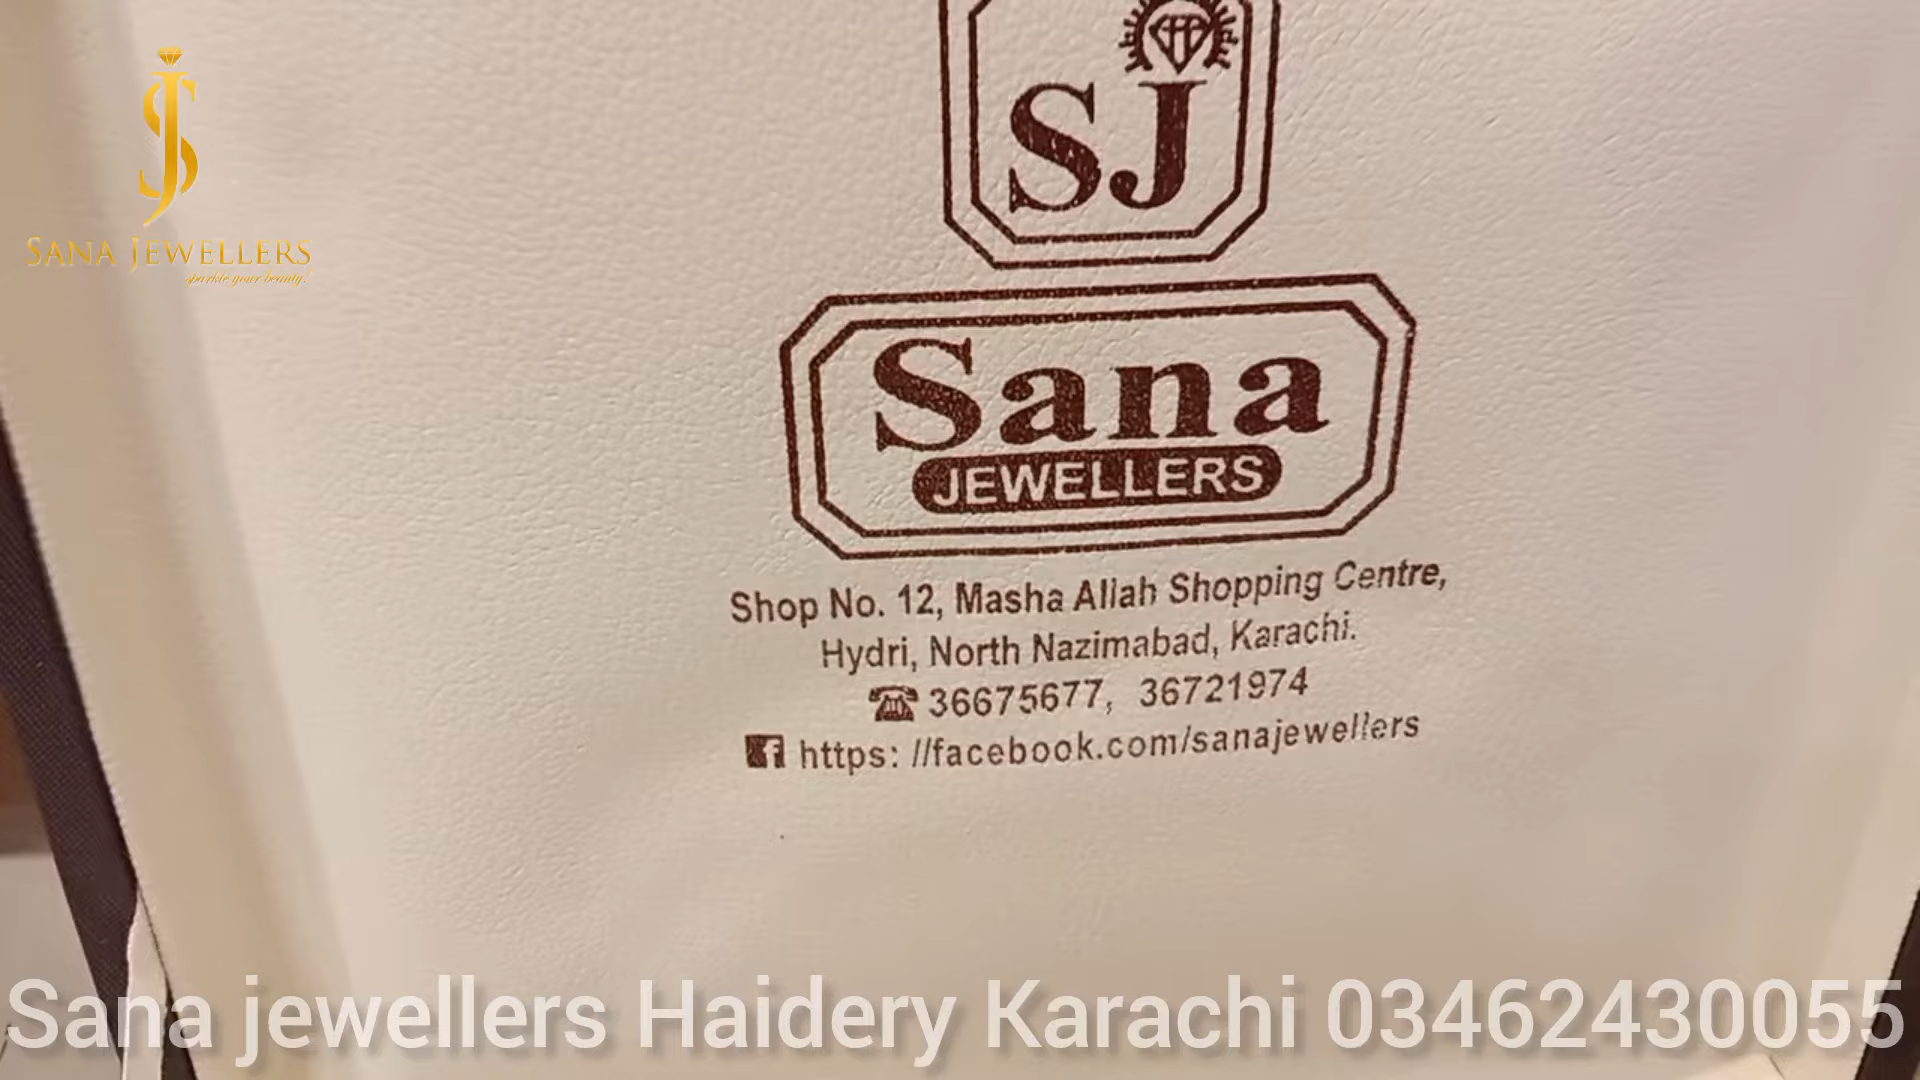 SJ
SANA JEWELLERS
sparkle your beauty!
SJ
Sana
JEWELLERS
Shop No. 12, Masha Allah Shopping Centre,
Hydri, North Nazimabad, Karachi.
36675677, 36721974
https: //facebook.com/sanajewellers
Sana jewellers Haidery Karachi 03462430055